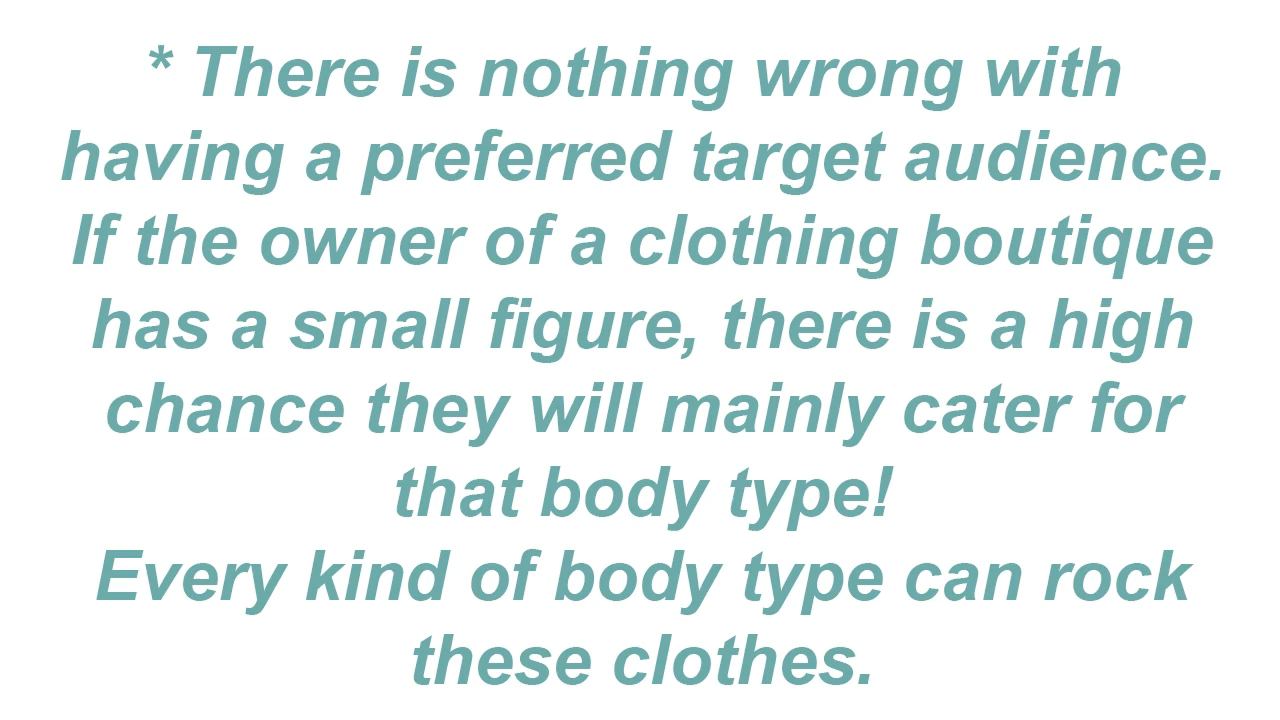 * There is nothing wrong with
having a preferred target audience.
If the owner of a clothing boutique
has a small figure, there is a high
chance they will mainly cater for
that body type!
Every kind of body type can rock
these clothes.